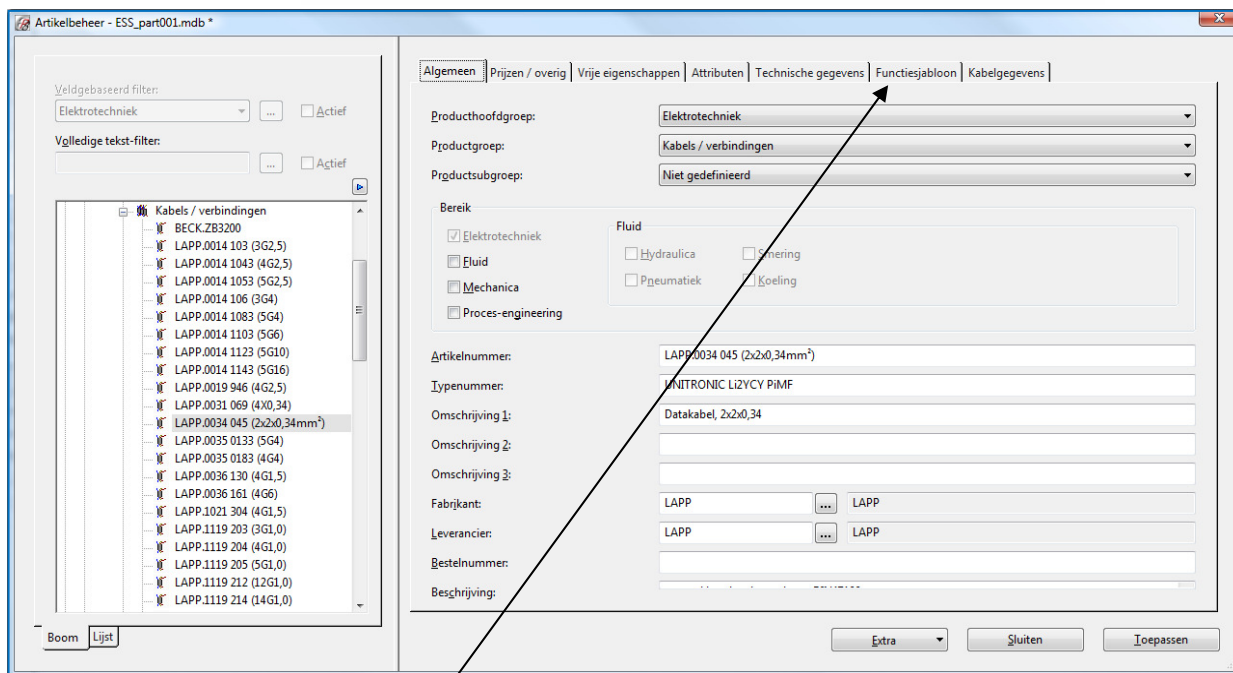 Artikelbeheer - ESS_part001.mdb *
Veldgebaseerd filter:
Elektrotechniek ... Actief
Volledige tekst-filter:
... Actief
Kabels / verbindingen
BECK.ZB3200
LAPP.0014 103 (3G2,5)
LAPP.0014 1043 (4G2,5)
LAPP.0014 1053 (5G2,5)
LAPP.0014 106 (3G4)
LAPP.0014 1083 (5G4)
LAPP.0014 1103 (5G6)
LAPP.0014 1123 (5G10)
LAPP.0014 1143 (5G16)
LAPP.0019 946 (4G2,5)
LAPP.0031 069 (4X0,34)
LAPP.0034 045 (2x2x0,34mm²)
LAPP.0035 0133 (5G4)
LAPP.0035 0183 (4G4)
LAPP.0036 130 (4G1,5)
LAPP.0036 161 (4G6)
LAPP.1021 304 (4G1,5)
LAPP.1119 203 (3G1,0)
LAPP.1119 204 (4G1,0)
LAPP.1119 205 (5G1,0)
LAPP.1119 212 (12G1,0)
LAPP.1119 214 (14G1,0)
Boom Lijst
Algemeen Prijzen / overig Vrije eigenschappen Attributen Technische gegevens Functiesjabloon Kabelgegevens
Producthoofdgroep: Elektrotechniek
Productgroep: Kabels / verbindingen
Productsubgroep: Niet gedefinieerd
Bereik
Elektrotechniek
Fluid
Mechanica
Proces-engineering
Fluid
Hydraulica Smering
Pneumatiek Koeling
Artikelnummer: LAPP.0034 045 (2x2x0,34mm²)
Typenummer: UNITRONIC Li2YCY PiMF
Omschrijving 1: Datakabel, 2x2x0,34
Omschrijving 2:
Omschrijving 3:
Fabrikant: LAPP ... LAPP
Leverancier: LAPP ... LAPP
Bestelnummer:
Beschrijving:
Extra Sluiten Toepassen